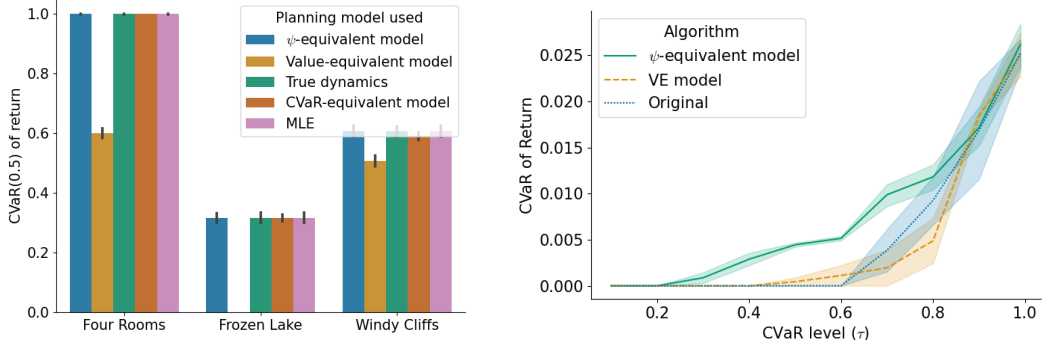 CVaR(0.5) of return
1.0
0.8
0.6
0.4
0.2
0.0
Planning model used
ψ-equivalent model
Value-equivalent model
True dynamics
CVaR-equivalent model
MLE
Four Rooms
Frozen Lake
Windy Cliffs
CVaR of Return
0.025
0.020
0.015
0.010
0.005
0.000
Algorithm
ψ-equivalent model
VE model
Original
0.2
0.4
0.6
0.8
1.0
CVaR level (τ)